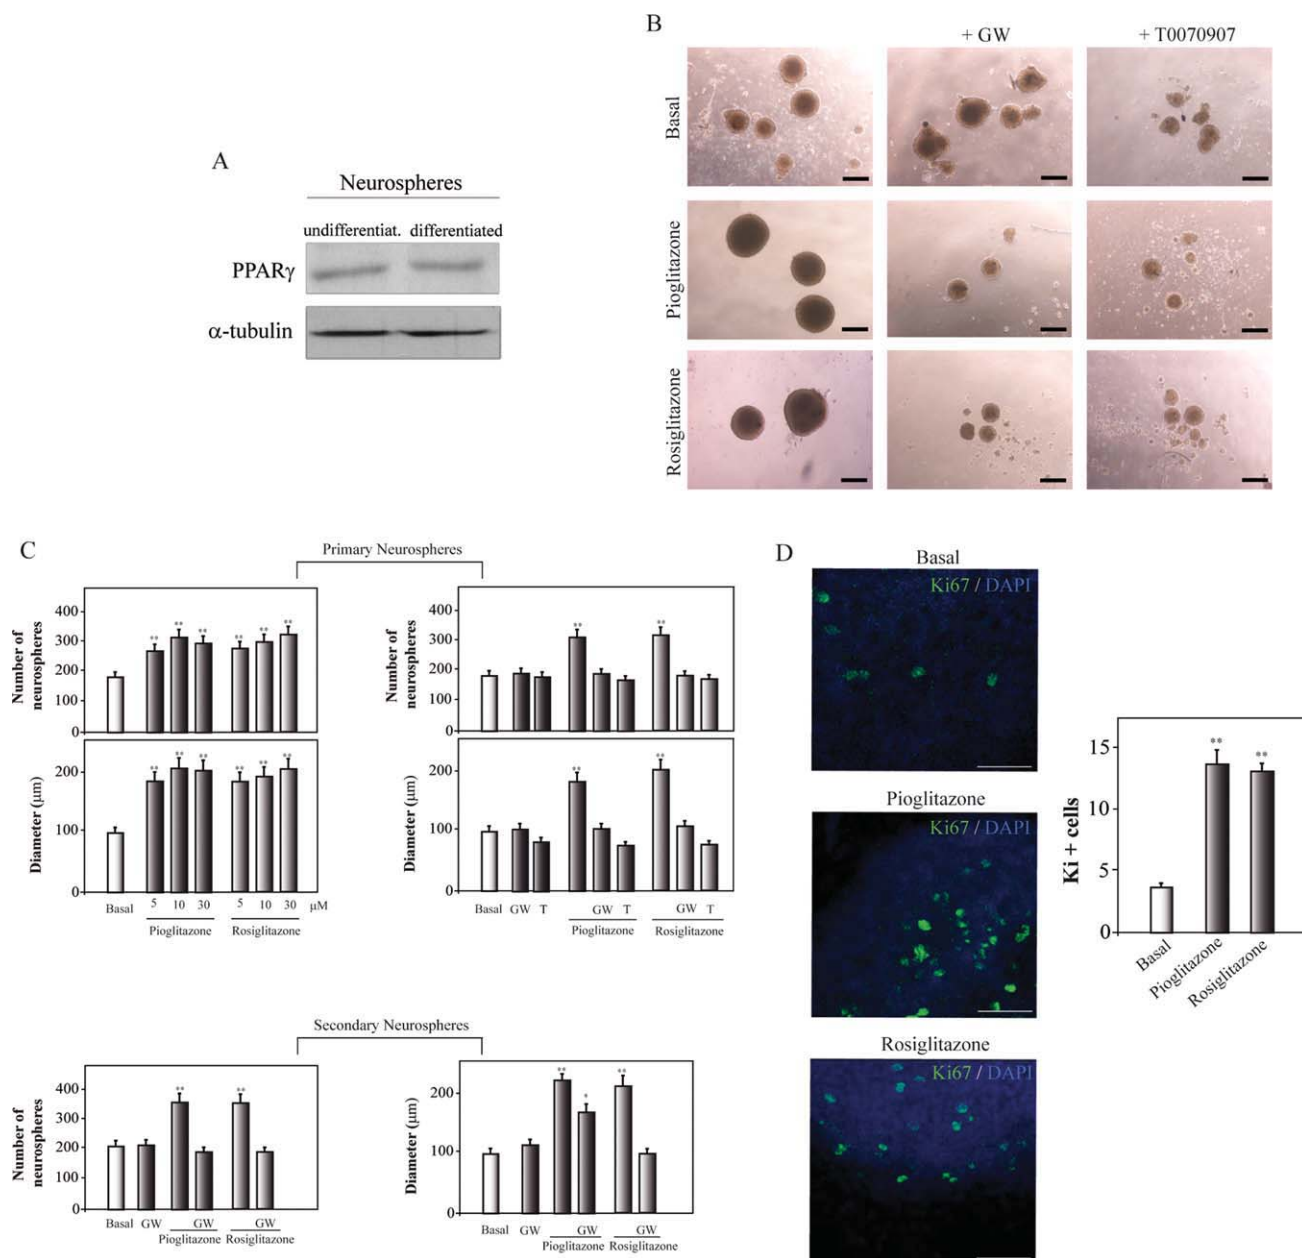 A
Neurospheres
undifferentiat. differentiated
PPARγ
α-tubulin
B
+ GW
+ T0070907
Basal
Pioglitazone
Rosiglitazone
C
Primary Neurospheres
Number of
neurospheres
400
300
200
100
0
** ** ** ** ** **
Diameter (μm)
200
100
0
** ** ** ** ** **
Basal 5 10 30 5 10 30 μM
Pioglitazone Rosiglitazone
Number of
neurospheres
400
300
200
100
0
** **
Diameter (μm)
200
100
0
** **
Basal GW T GW T GW T
Pioglitazone Rosiglitazone
Secondary Neurospheres
Number of
neurospheres
400
300
200
100
0
** **
Basal GW GW GW
Pioglitazone Rosiglitazone
Diameter (μm)
200
100
0
** * **
Basal GW GW GW
Pioglitazone Rosiglitazone
D
Basal
Ki67 / DAPI
Pioglitazone
Ki67 / DAPI
Rosiglitazone
Ki67 / DAPI
Ki + cells
15
10
5
0
** **
Basal
Pioglitazone
Rosiglitazone